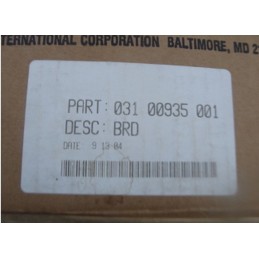 TERNATIONAL CORPORATION BALTIMORE, MD 2
PART: 031 00935 001
DESC: BRD
DATE 9 13 04